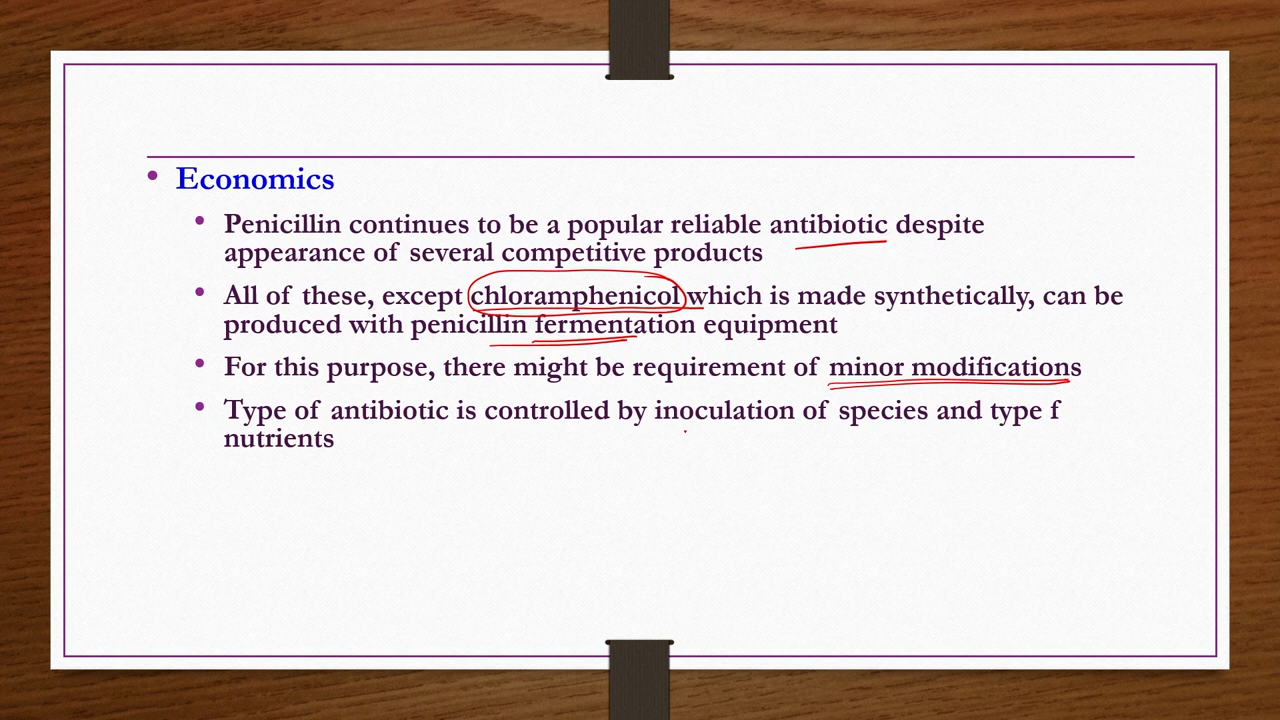 • Economics
• Penicillin continues to be a popular reliable antibiotic despite
appearance of several competitive products
• All of these, except chloramphenicol which is made synthetically, can be
produced with penicillin fermentation equipment
• For this purpose, there might be requirement of minor modifications
• Type of antibiotic is controlled by inoculation of species and type f
nutrients